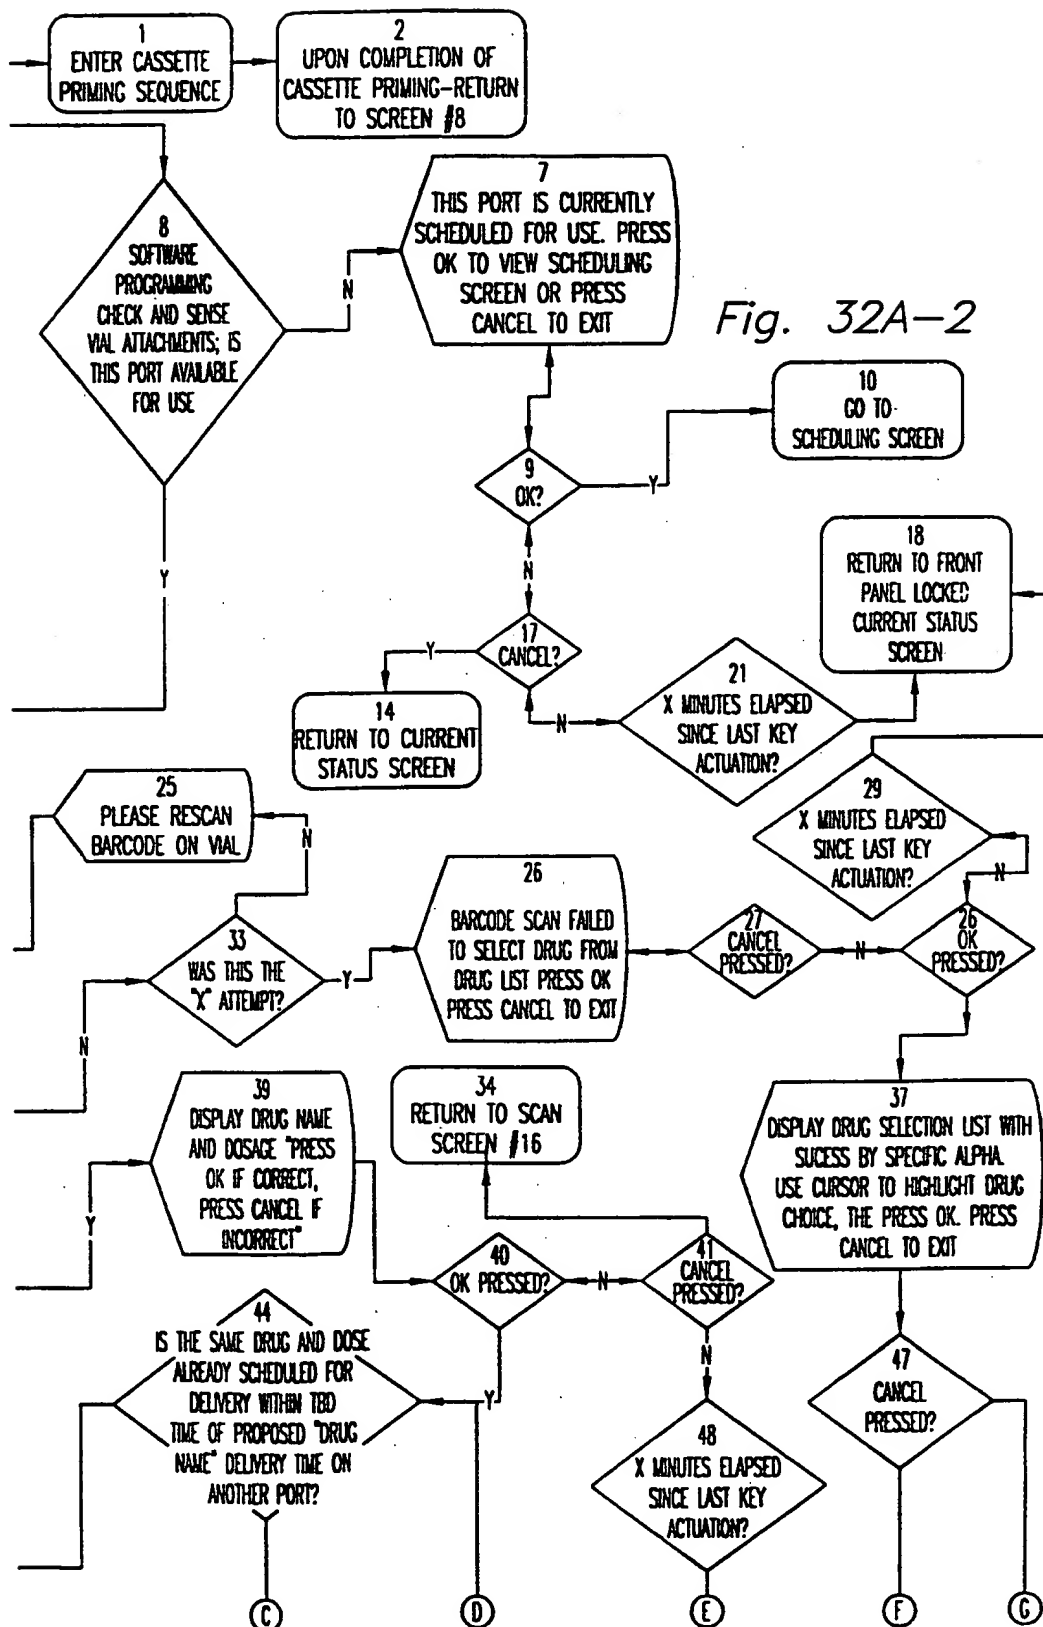 1
ENTER CASSETTE
PRIMING SEQUENCE
2
UPON COMPLETION OF
CASSETTE PRIMING-RETURN
TO SCREEN #8
7
THIS PORT IS CURRENTLY
SCHEDULED FOR USE. PRESS
OK TO VIEW SCHEDULING
SCREEN OR PRESS
CANCEL TO EXIT
8
SOFTWARE
PROGRAMMING
CHECK AND SENSE
VIAL ATTACHMENTS; IS
THIS PORT AVAILABLE
FOR USE
N
Y
Fig. 32A-2
9
OK?
Y
10
GO TO
SCHEDULING SCREEN
N
17
CANCEL?
Y
14
RETURN TO CURRENT
STATUS SCREEN
N
21
X MINUTES ELAPSED
SINCE LAST KEY
ACTUATION?
18
RETURN TO FRONT
PANEL LOCKED
CURRENT STATUS
SCREEN
25
PLEASE RESCAN
BARCODE ON VIAL
N
33
WAS THIS THE
"X" ATTEMPT?
Y
N
26
BARCODE SCAN FAILED
TO SELECT DRUG FROM
DRUG LIST PRESS OK
PRESS CANCEL TO EXIT
27
CANCEL
PRESSED?
N
26
OK
PRESSED?
N
29
X MINUTES ELAPSED
SINCE LAST KEY
ACTUATION?
37
DISPLAY DRUG SELECTION LIST WITH
SUCESS BY SPECIFIC ALPHA.
USE CURSOR TO HIGHLIGHT DRUG
CHOICE, THE PRESS OK. PRESS
CANCEL TO EXIT
34
RETURN TO SCAN
SCREEN #16
39
DISPLAY DRUG NAME
AND DOSAGE "PRESS
OK IF CORRECT,
PRESS CANCEL IF
INCORRECT"
Y
40
OK PRESSED?
N
41
CANCEL
PRESSED?
N
Y
44
IS THE SAME DRUG AND DOSE
ALREADY SCHEDULED FOR
DELIVERY WITHIN TBD
TIME OF PROPOSED "DRUG
NAME" DELIVERY TIME ON
ANOTHER PORT?
Y
48
X MINUTES ELAPSED
SINCE LAST KEY
ACTUATION?
47
CANCEL
PRESSED?
C
D
E
F
G